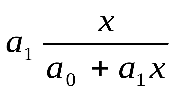 a₁ x / (a₀ + a₁x)